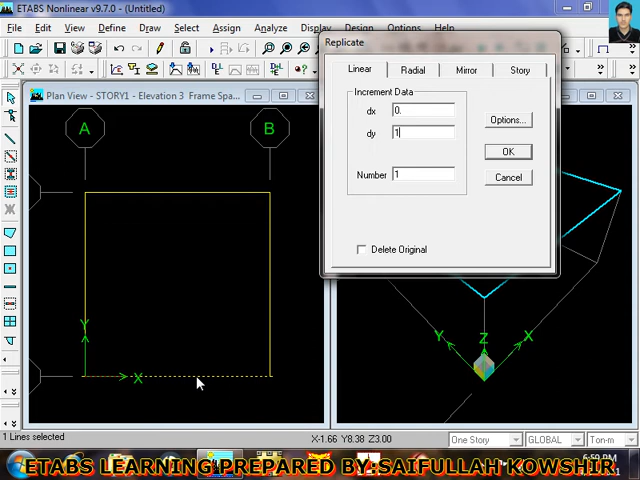 ETABS Nonlinear v9.7.0 - (Untitled)
File Edit View Define Draw Select Assign Analyze Display Design Options
Plan View - STORY1 - Elevation 3 Frame Spa...
A
B
Y
X
Replicate
Linear
Radial
Mirror
Story
Increment Data
dx 0.
dy 1
Number 1
Options...
OK
Cancel
Delete Original
Y
Z
X
1 Lines selected
X-1.66 Y8.38 Z3.00
One Story
GLOBAL
Ton-m
ETABS LEARNING PREPARED BY:SAIFULLAH KOWSHIR